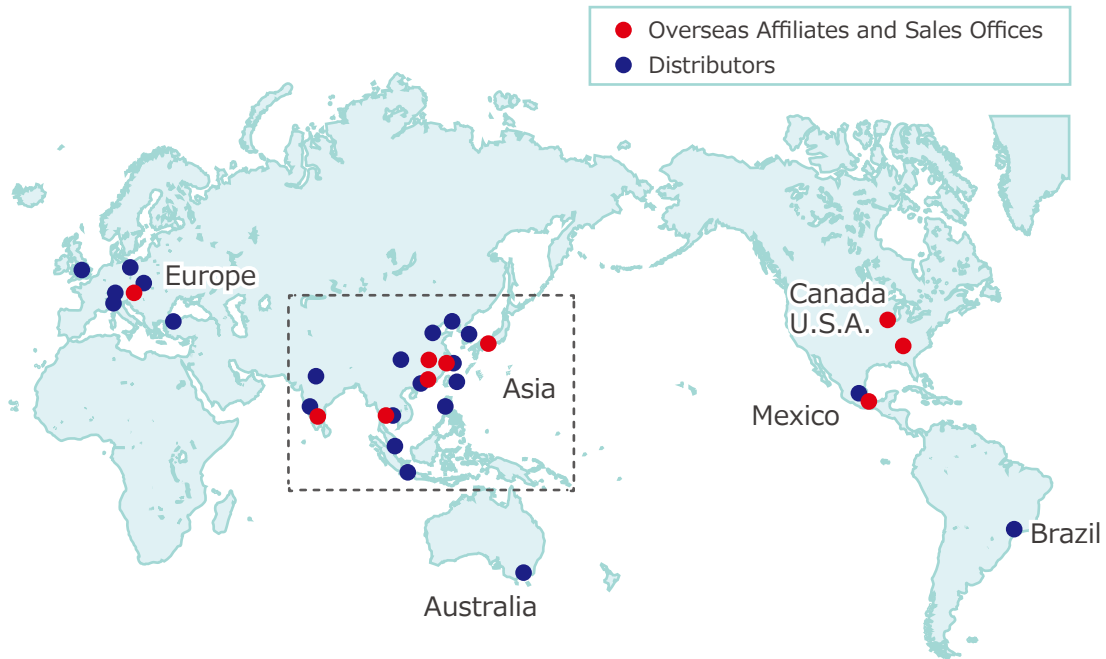 Overseas Affiliates and Sales Offices
Distributors
Europe
Canada
U.S.A.
Asia
Mexico
Brazil
Australia